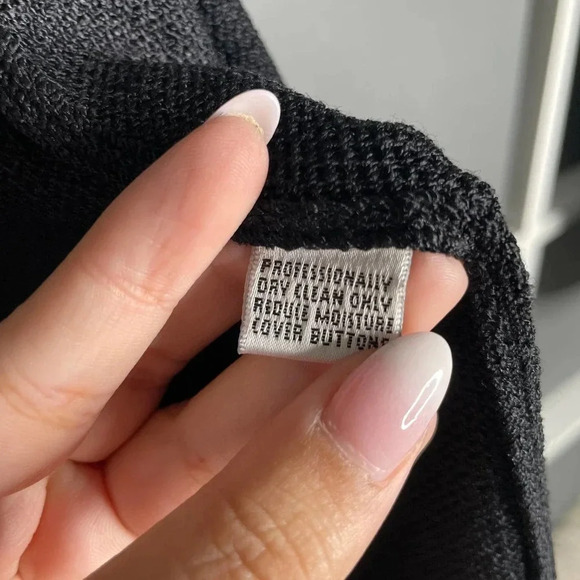 PROFESSIONALLY
DRY CLEAN ONLY
REDUCE MOISTURE
COVER BUTTONS